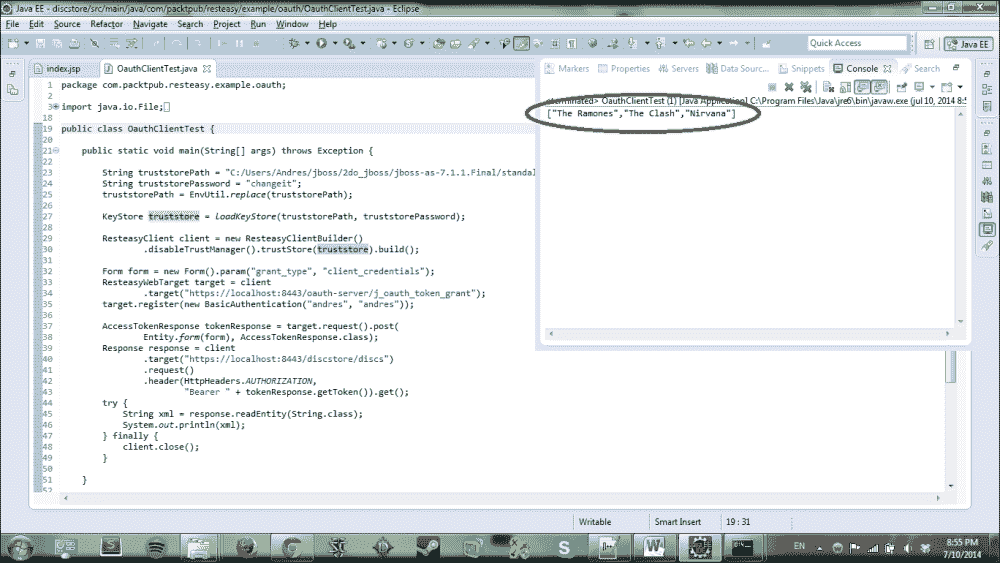 Java EE - discstore/src/main/java/com/packtpub/resteasy/example/oauth/OauthClientTest.java - Eclipse
File Edit Source Refactor Navigate Search Project Run Window Help
Quick Access
Java EE
index.jsp
OauthClientTest.java
Markers Properties Servers Data Sourc... Snippets Console Search
<terminated> OauthClientTest (1) [Java Application] C:\Program Files\Java\jre6\bin\javaw.exe (jul 10, 2014 8:5
["The Ramones","The Clash","Nirvana"]
1 package com.packtpub.resteasy.example.oauth;
2
3 import java.io.File;
18
19 public class OauthClientTest {
20
21 public static void main(String[] args) throws Exception {
22
23 String truststorePath = "C:/Users/Andres/jboss/2do_jboss/jboss-as-7.1.1.Final/standal
24 String truststorePassword = "changeit";
25 truststorePath = EnvUtil.replace(truststorePath);
26
27 KeyStore truststore = loadKeyStore(truststorePath, truststorePassword);
28
29 ResteasyClient client = new ResteasyClientBuilder()
30 .disableTrustManager().trustStore(truststore).build();
31
32 Form form = new Form().param("grant_type", "client_credentials");
33 ResteasyWebTarget target = client
34 .target("https://localhost:8443/oauth-server/j_oauth_token_grant");
35 target.register(new BasicAuthentication("andres", "andres"));
36
37 AccessTokenResponse tokenResponse = target.request().post(
38 Entity.form(form), AccessTokenResponse.class);
39 Response response = client
40 .target("https://localhost:8443/discstore/discs")
41 .request()
42 .header(HttpHeaders.AUTHORIZATION,
43 "Bearer " + tokenResponse.getToken()).get();
44 try {
45 String xml = response.readEntity(String.class);
46 System.out.println(xml);
47 } finally {
48 client.close();
49 }
50
51 }
52
Writable Smart Insert 19 : 31
EN
8:55 PM
7/10/2014